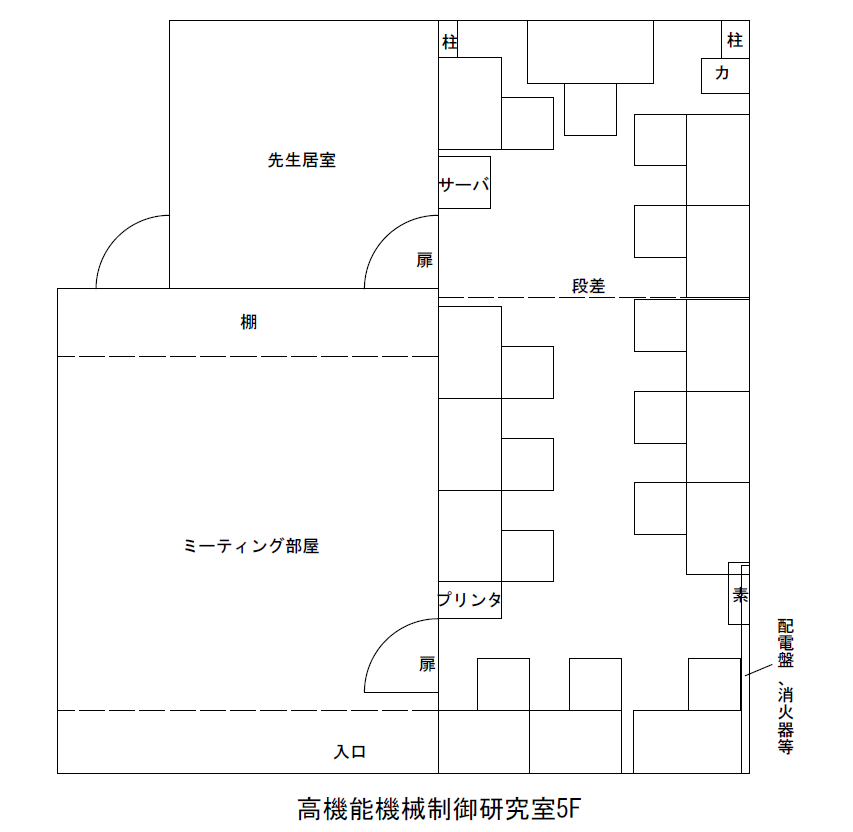 柱
柱
カ
先生居室
サーバ
扉
段差
棚
ミーティング部屋
プリンタ
素
配電盤、消火器等
扉
入口
高機能機械制御研究室5F